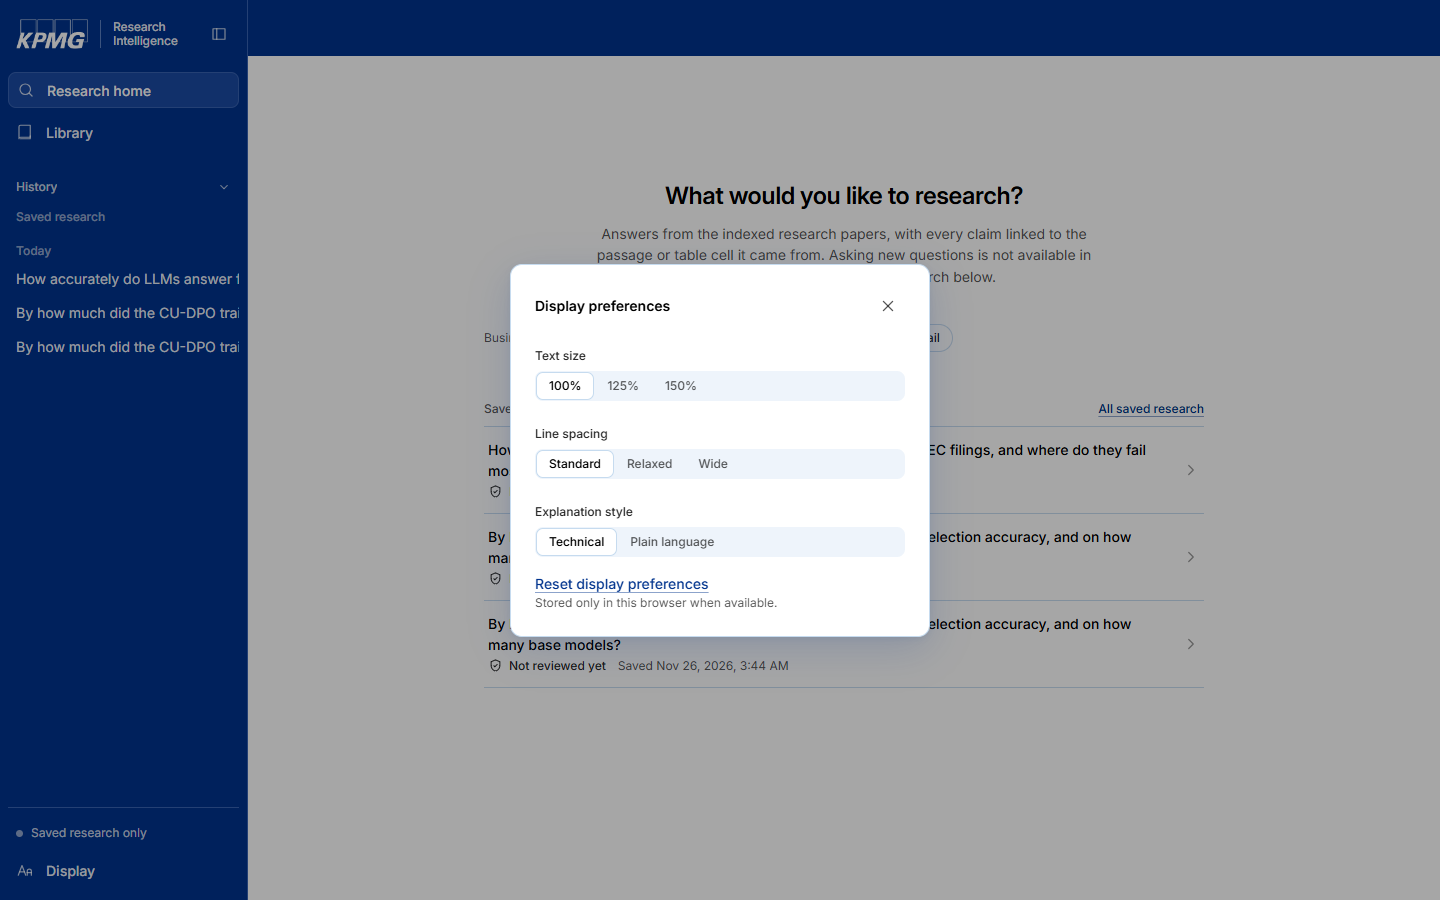 KPMG
Research
Intelligence
Research home
Library
History
Saved research
Today
How accurately do LLMs answer
By how much did the CU-DPO trai
By how much did the CU-DPO trai
Saved research only
Display
What would you like to research?
Answers from the indexed research papers, with every claim linked to the
passage or table cell it came from. Asking new questions is not available in
rch below.
Busi
ail
Save
All saved research
How
EC filings, and where do they fail
mo
By
election accuracy, and on how
ma
By
election accuracy, and on how
many base models?
Not reviewed yet Saved Nov 26, 2026, 3:44 AM
Display preferences
Text size
100% 125% 150%
Line spacing
Standard Relaxed Wide
Explanation style
Technical Plain language
Reset display preferences
Stored only in this browser when available.